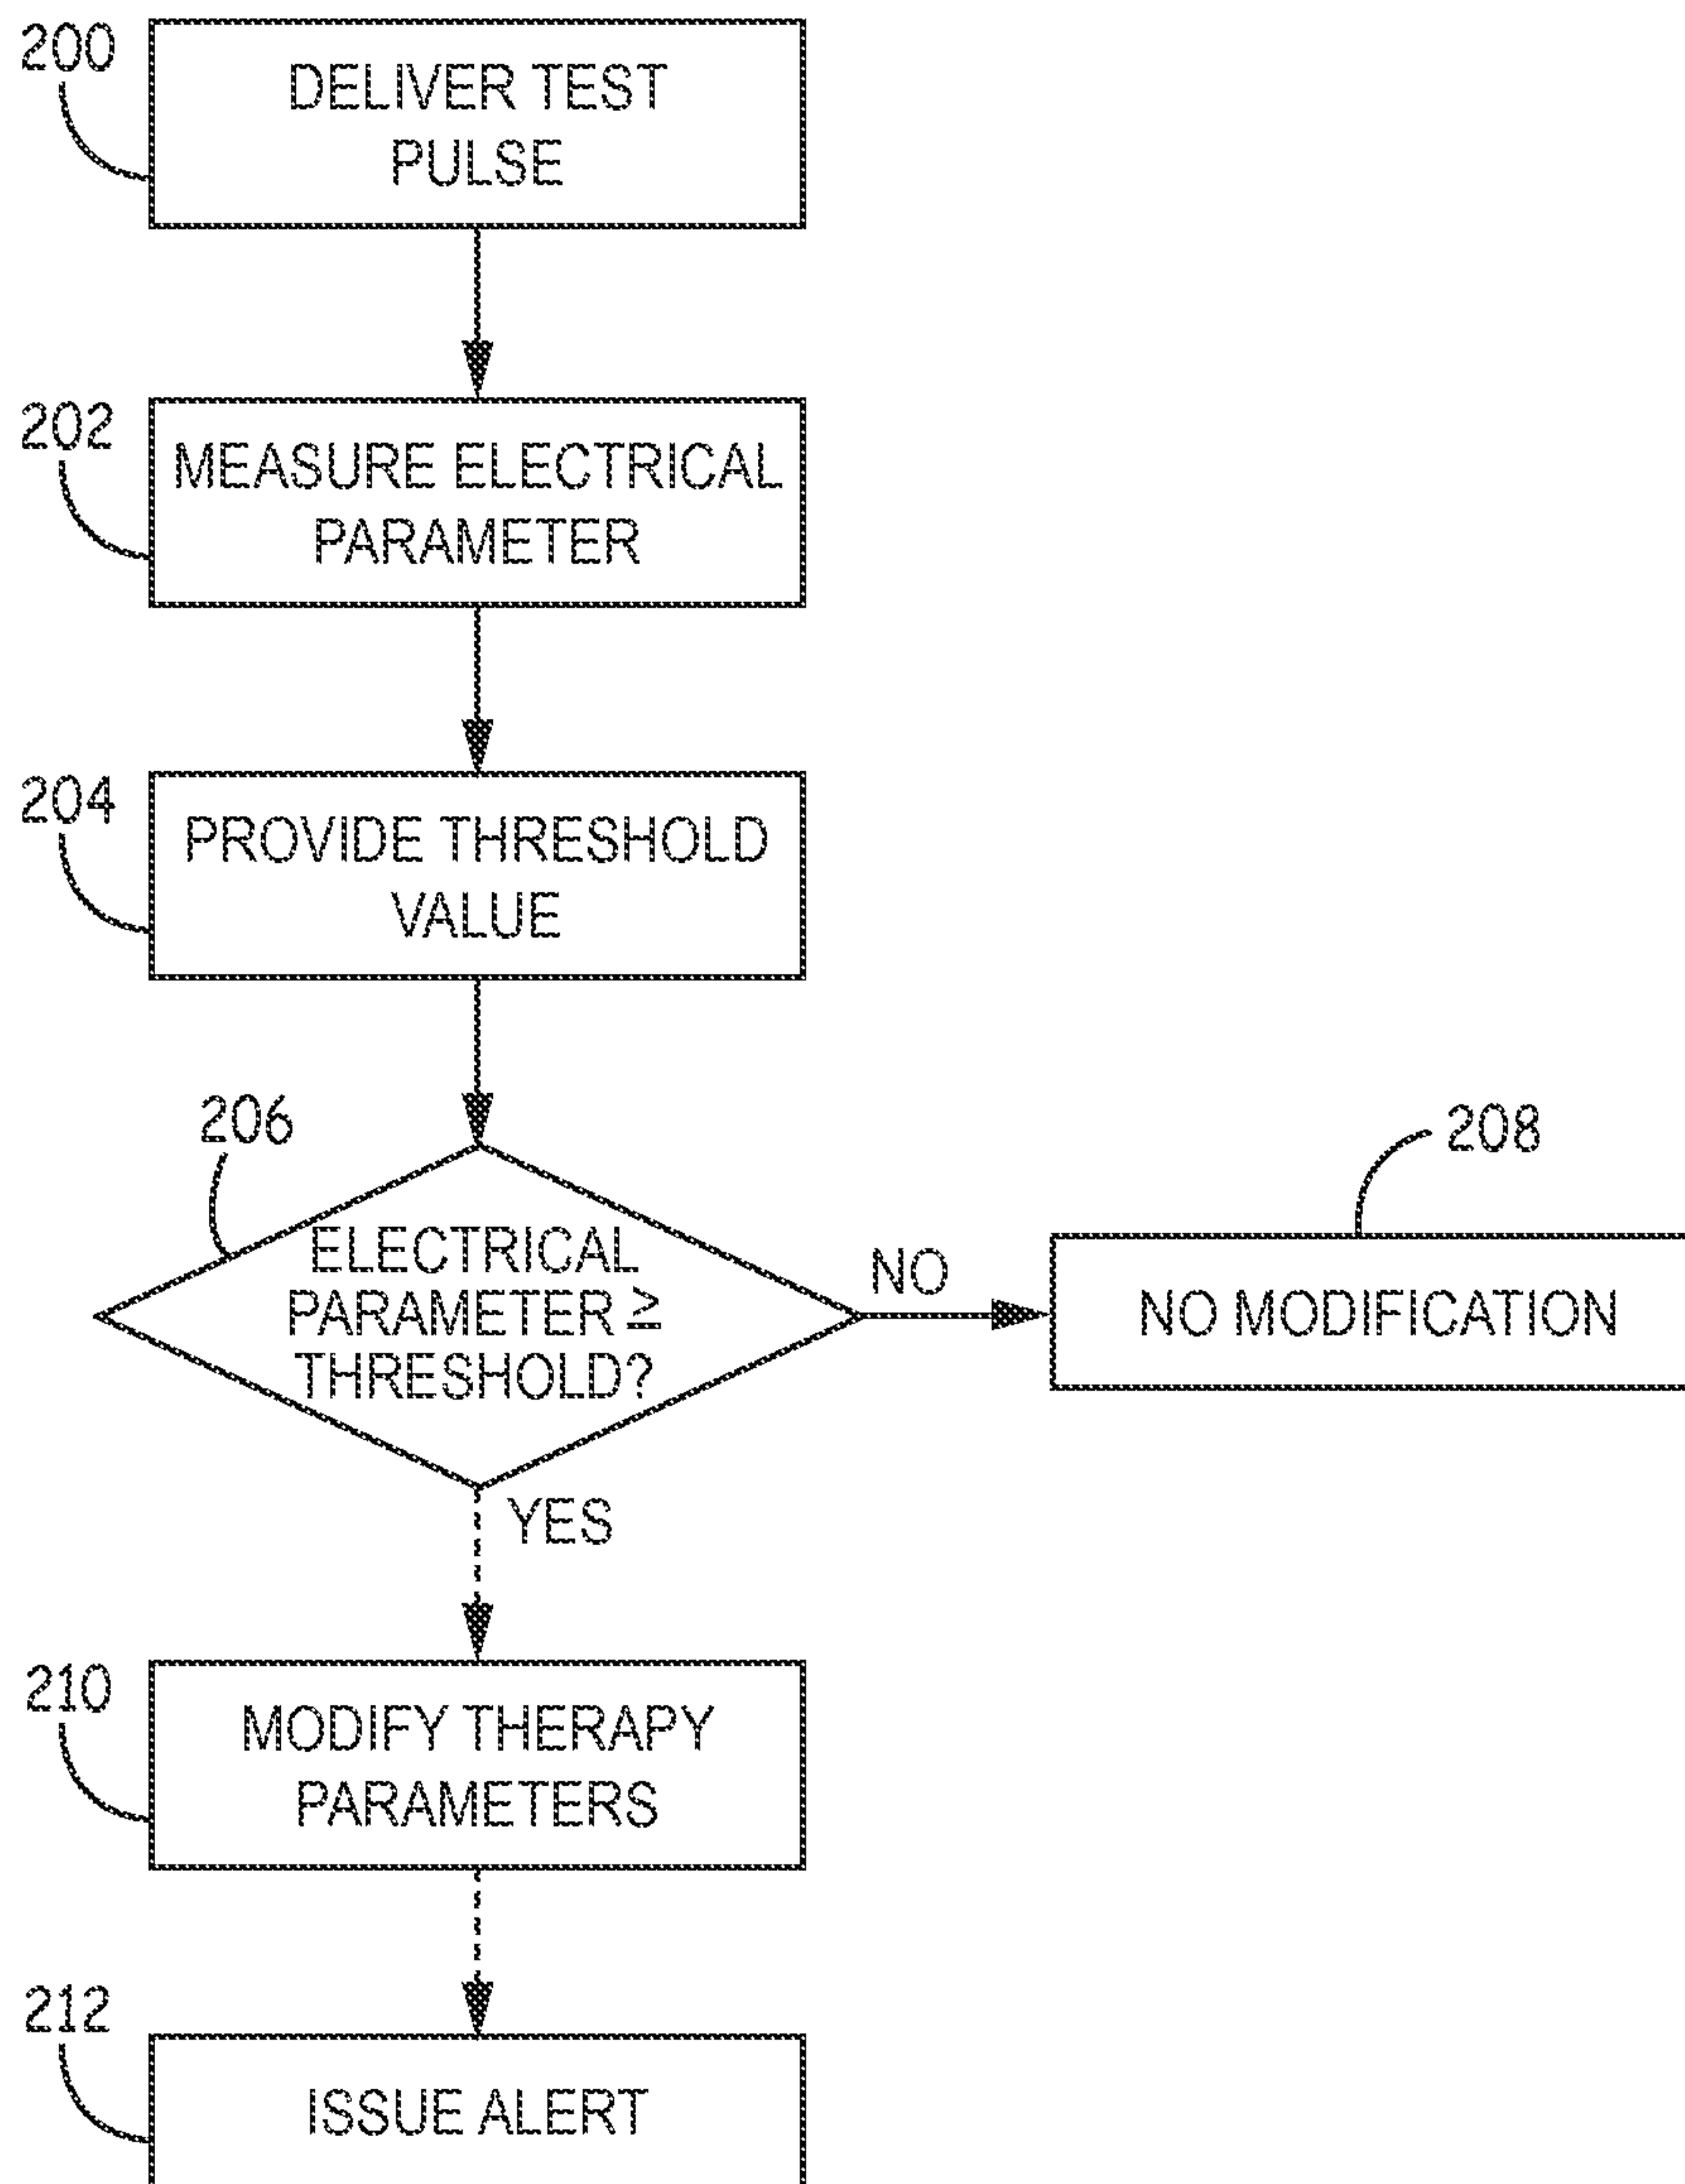 200
DELIVER TEST
PULSE
202
MEASURE ELECTRICAL
PARAMETER
204
PROVIDE THRESHOLD
VALUE
206
ELECTRICAL
PARAMETER ≥
THRESHOLD?
NO
208
NO MODIFICATION
YES
210
MODIFY THERAPY
PARAMETERS
212
ISSUE ALERT